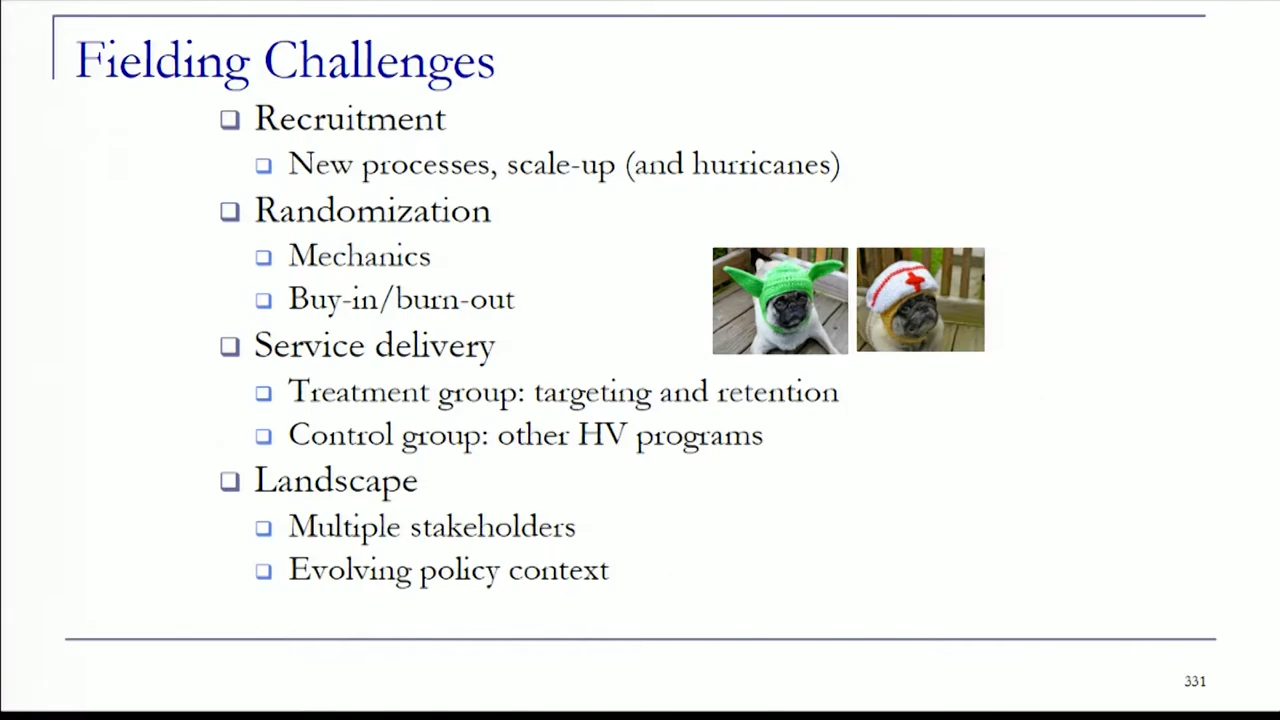 Fielding Challenges
Recruitment
New processes, scale-up (and hurricanes)
Randomization
Mechanics
Buy-in/burn-out
Service delivery
Treatment group: targeting and retention
Control group: other HV programs
Landscape
Multiple stakeholders
Evolving policy context
331